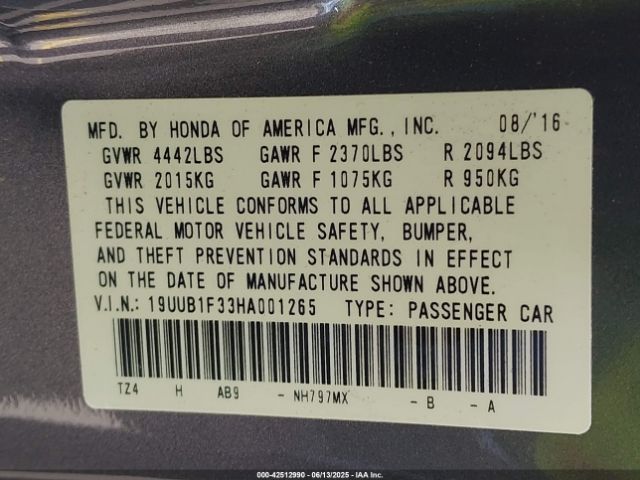 MFD. BY HONDA OF AMERICA MFG., INC. 08/'16
GVWR 4442LBS GAWR F 2370LBS R 2094LBS
GVWR 2015KG GAWR F 1075KG R 950KG
THIS VEHICLE CONFORMS TO ALL APPLICABLE
FEDERAL MOTOR VEHICLE SAFETY, BUMPER,
AND THEFT PREVENTION STANDARDS IN EFFECT
ON THE DATE OF MANUFACTURE SHOWN ABOVE.
V.I.N.: 19UUB1F33HA001265 TYPE: PASSENGER CAR
TZ4 H AB9 - NH797MX - B - A
000-42512990 - 06/13/2025 - IAA Inc.